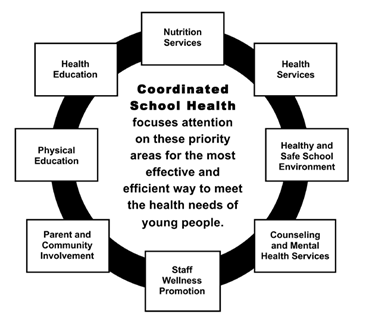 Nutrition
Services
Health
Education
Health
Services
Coordinated
School Health
focuses attention
on these priority
areas for the most
effective and
efficient way to meet
the health needs of
young people.
Physical
Education
Healthy and
Safe School
Environment
Parent and
Community
Involvement
Counseling
and Mental
Health Services
Staff
Wellness
Promotion